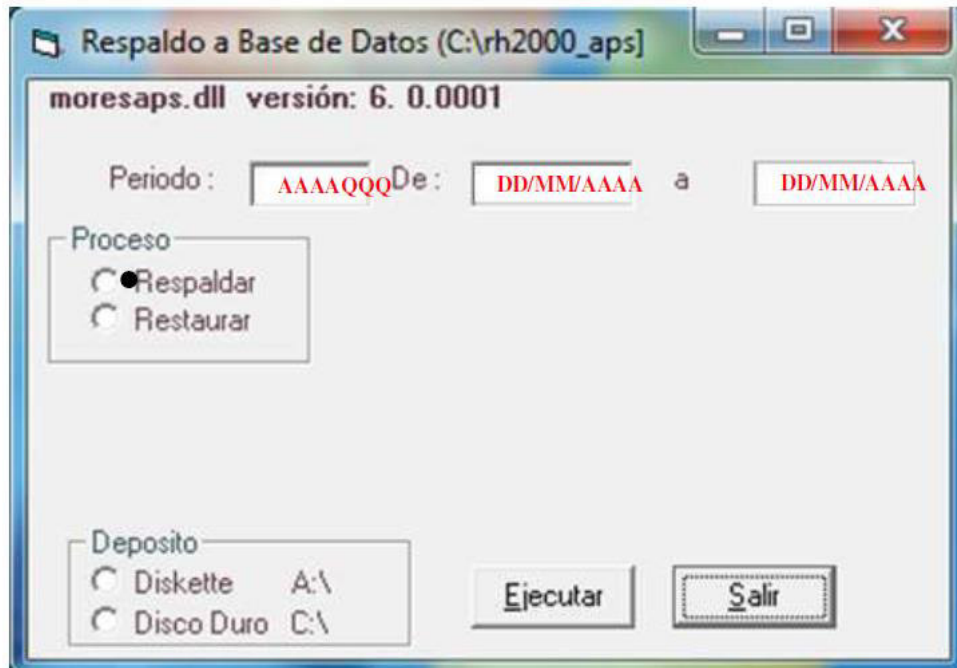 Respaldo a Base de Datos (C:\rh2000_aps]
moresaps.dll versión: 6. 0.0001
Periodo : AAAAQQQ De : DD/MM/AAAA a DD/MM/AAAA
Proceso
Respaldar
Restaurar
Deposito
Diskette A:\
Disco Duro C:\
Ejecutar Salir